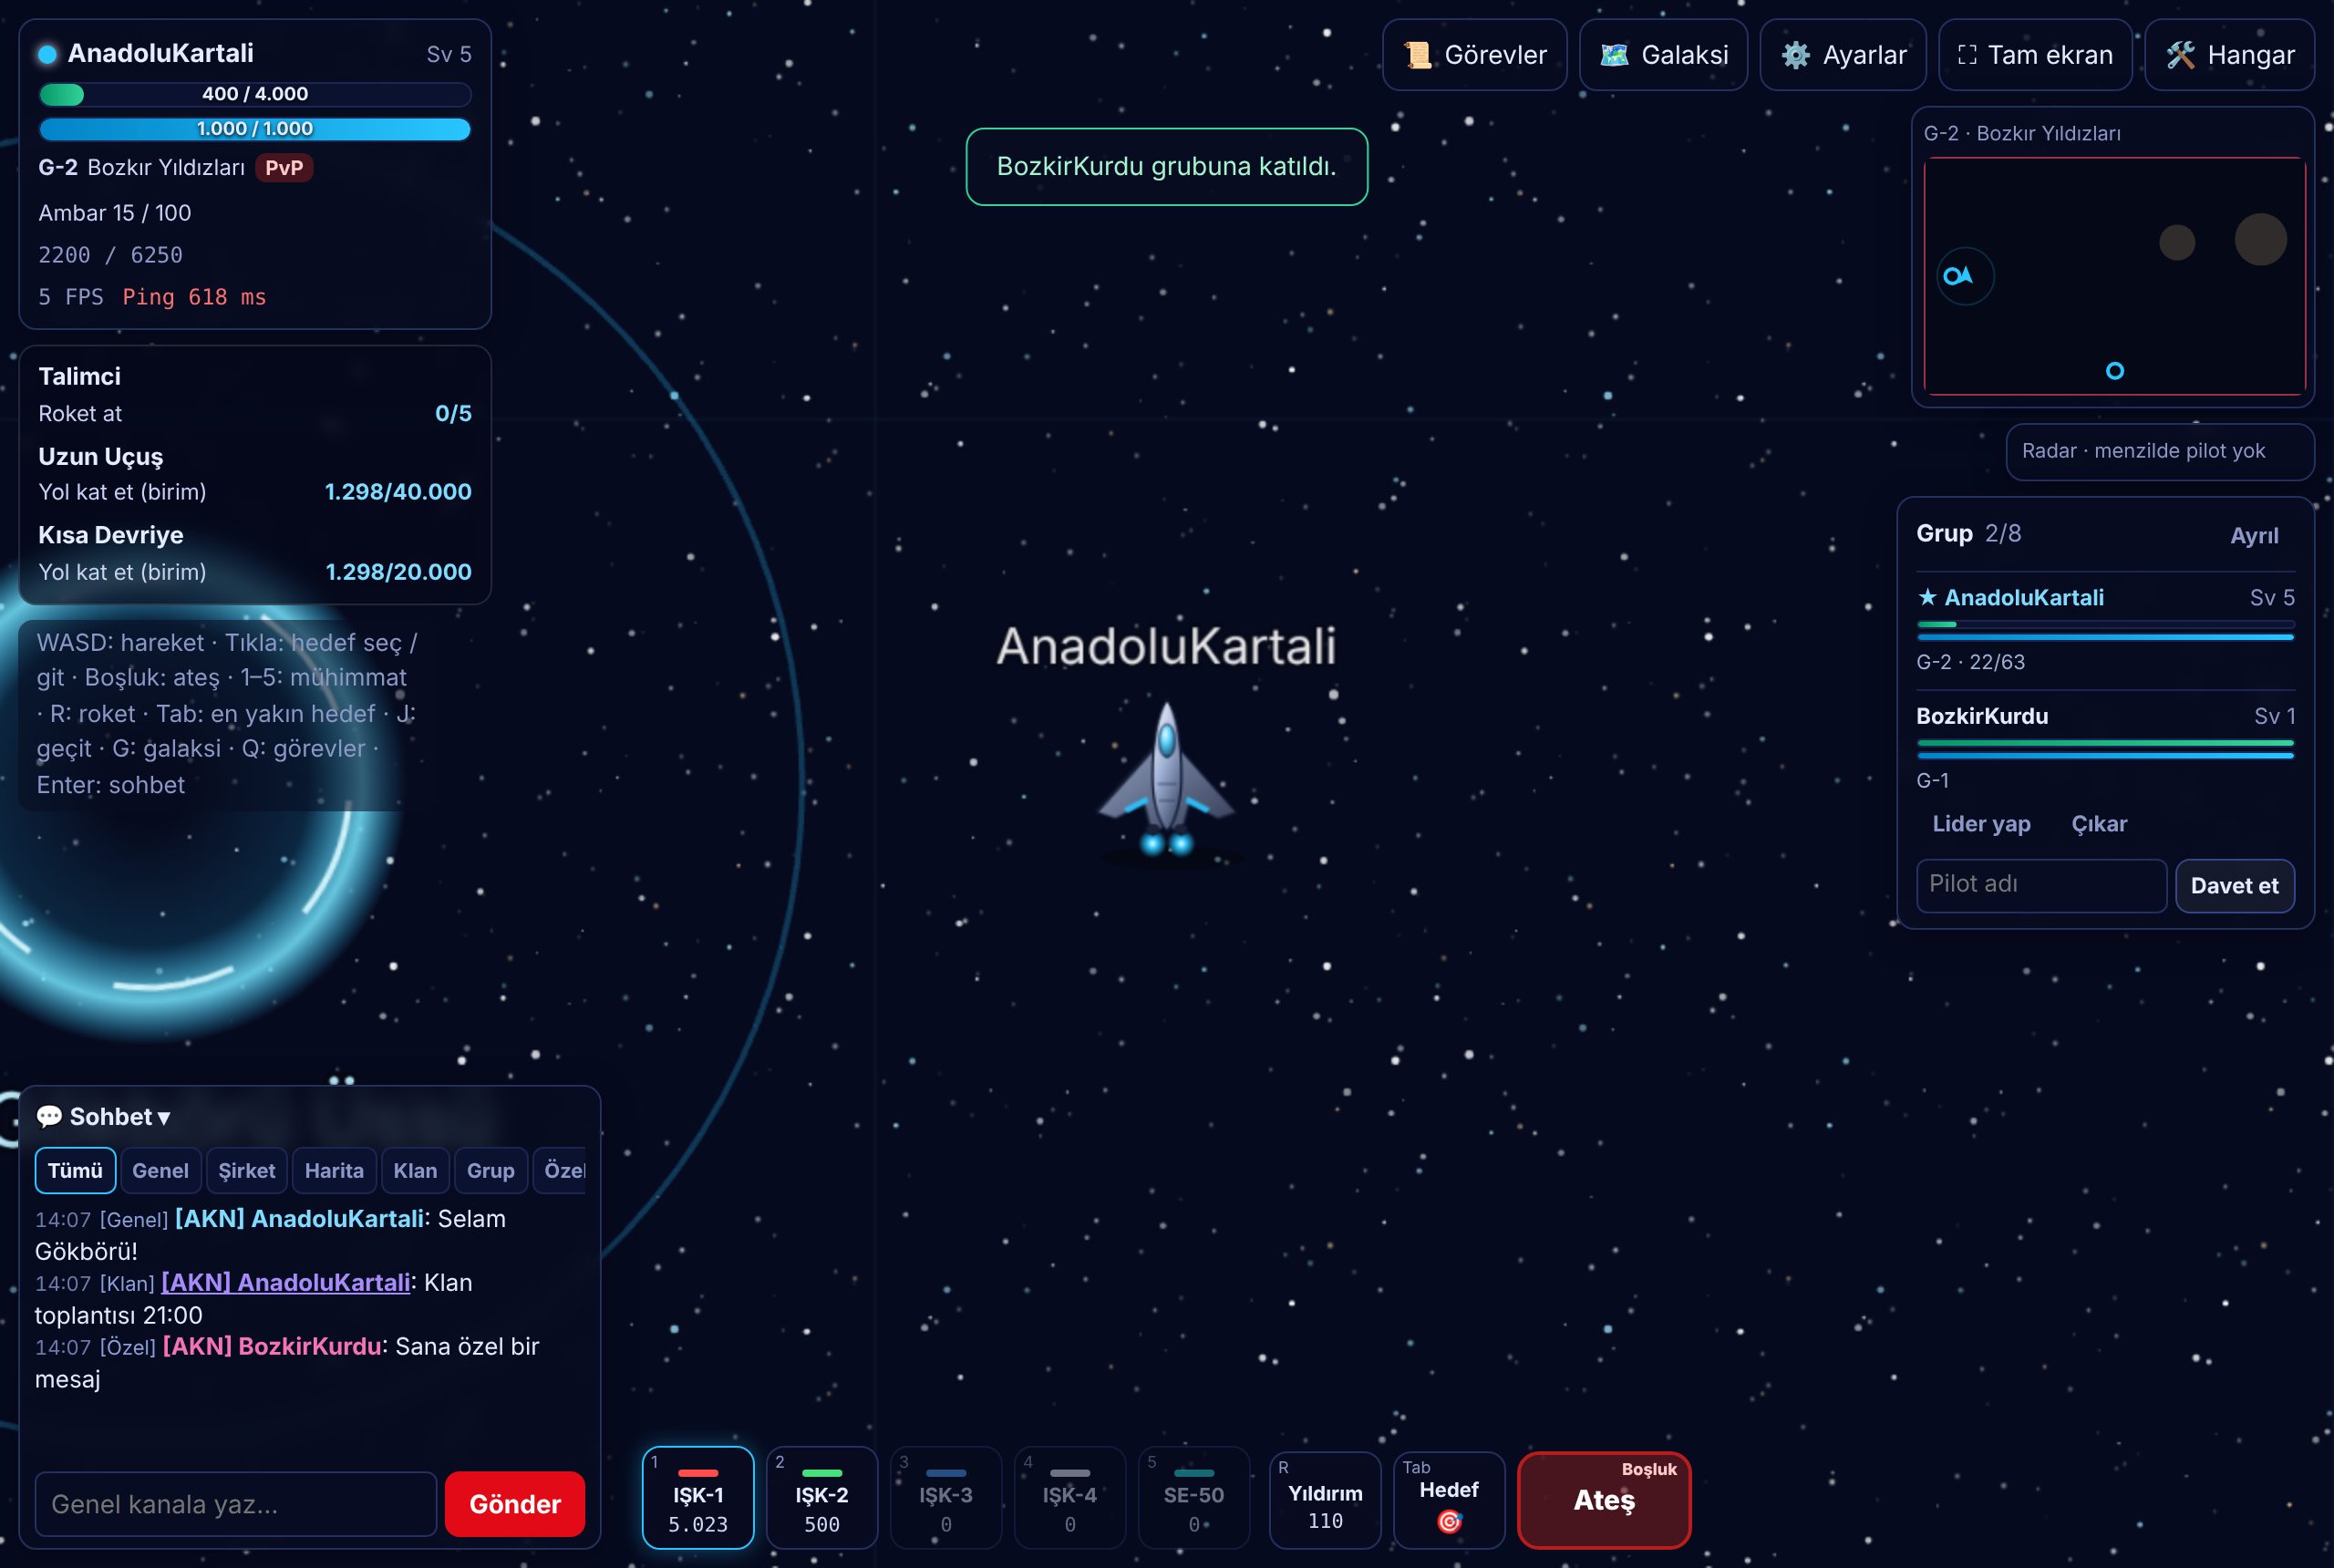 AnadoluKartali Sv 5
400 / 4.000
1.000 / 1.000
G-2 Bozkır Yıldızları PvP
Ambar 15 / 100
2200 / 6250
5 FPS Ping 618 ms
Talimci
Roket at 0/5
Uzun Uçuş
Yol kat et (birim) 1.298/40.000
Kısa Devriye
Yol kat et (birim) 1.298/20.000
WASD: hareket · Tıkla: hedef seç /
git · Boşluk: ateş · 1–5: mühimmat
· R: roket · Tab: en yakın hedef · J:
geçit · G: galaksi · Q: görevler ·
Enter: sohbet
Görevler
Galaksi
Ayarlar
Tam ekran
Hangar
BozkirKurdu grubuna katıldı.
G-2 · Bozkır Yıldızları
Radar · menzilde pilot yok
Grup 2/8 Ayrıl
★ AnadoluKartali Sv 5
G-2 · 22/63
BozkirKurdu Sv 1
G-1
Lider yap Çıkar
Pilot adı Davet et
AnadoluKartali
Sohbet ▾
Tümü Genel Şirket Harita Klan Grup Özel
14:07 [Genel] [AKN] AnadoluKartali: Selam
Gökbörü!
14:07 [Klan] [AKN] AnadoluKartali: Klan
toplantısı 21:00
14:07 [Özel] [AKN] BozkirKurdu: Sana özel bir
mesaj
Genel kanala yaz... Gönder
1
IŞK-1
5.023
2
IŞK-2
500
3
IŞK-3
0
4
IŞK-4
0
5
SE-50
0
R
Yıldırım
110
Tab
Hedef
Boşluk
Ateş